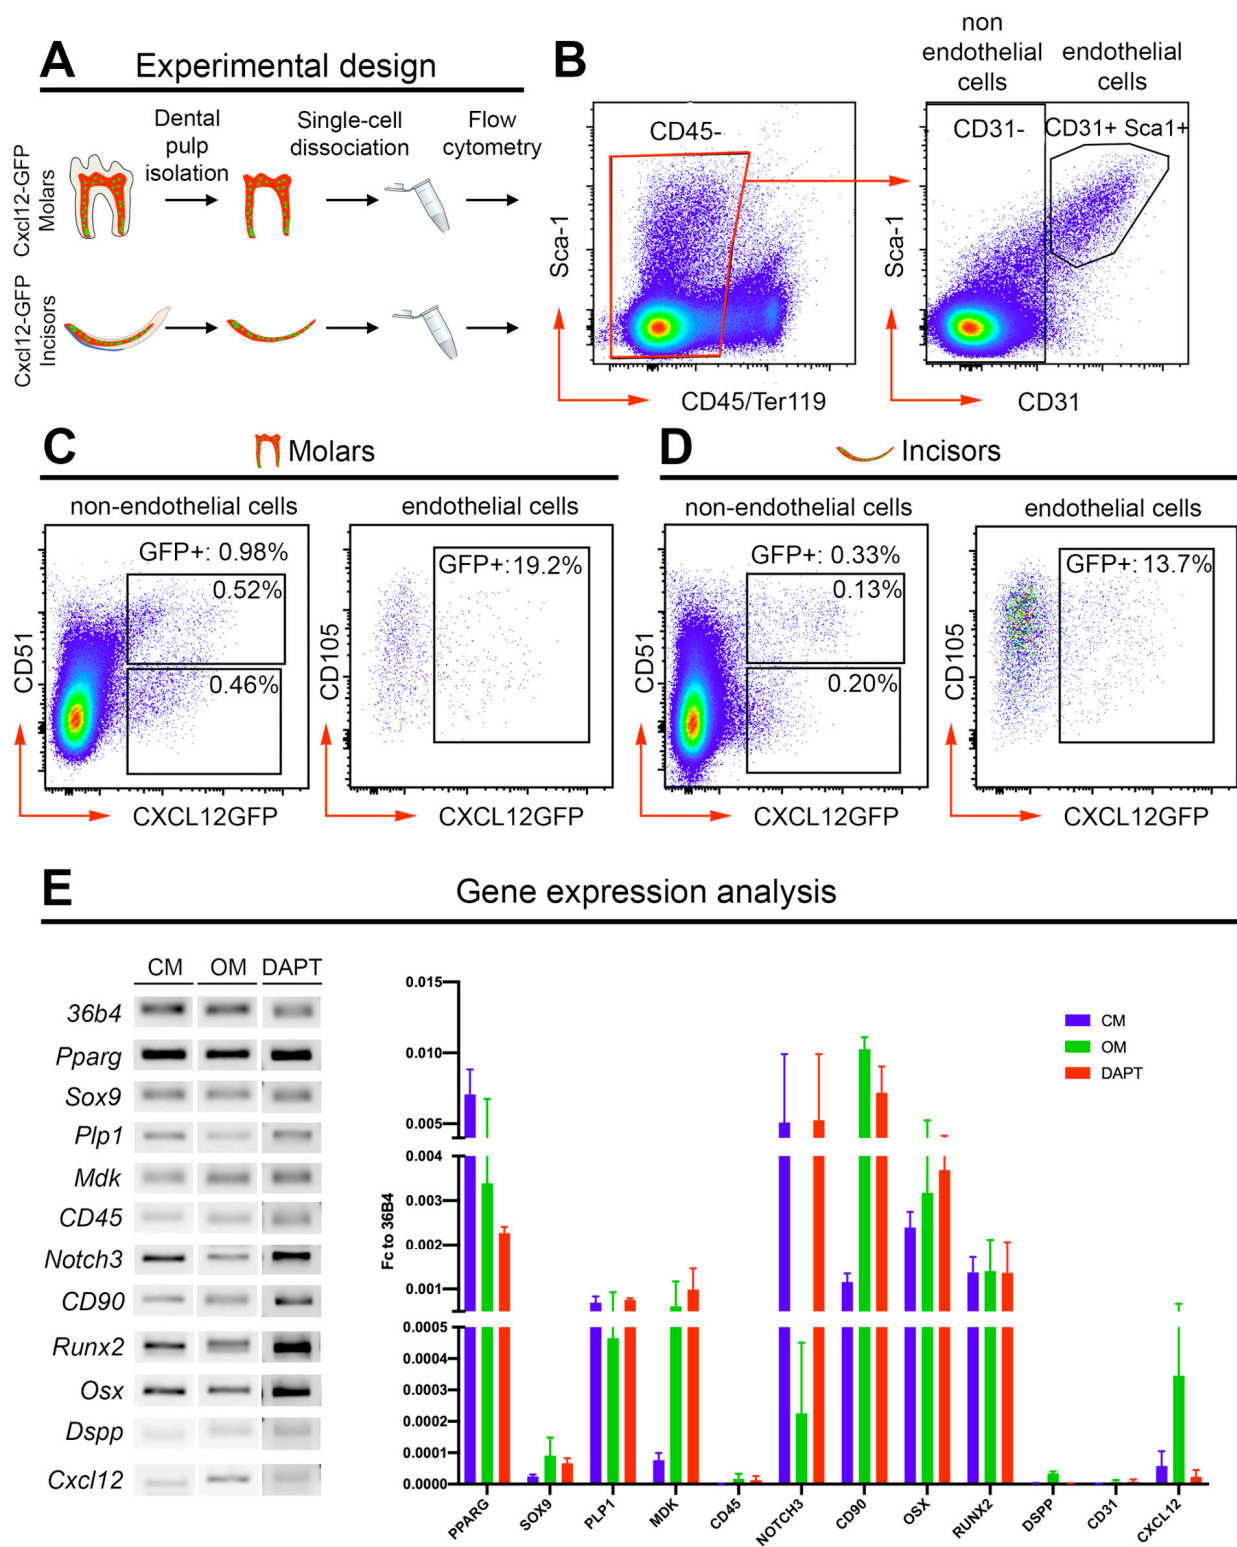 A Experimental design
Cxcl12-GFP
Molars
Dental
pulp
isolation
Single-cell
dissociation
Flow
cytometry
Cxcl12-GFP
Incisors
B
non
endothelial
cells
endothelial
cells
CD45-
Sca-1
CD45/Ter119
CD31-
CD31+ Sca1+
Sca-1
CD31
C Molars
non-endothelial cells
GFP+: 0.98%
0.52%
0.46%
CD51
CXCL12GFP
endothelial cells
GFP+:19.2%
CD105
CXCL12GFP
D Incisors
non-endothelial cells
GFP+: 0.33%
0.13%
0.20%
CD51
CXCL12GFP
endothelial cells
GFP+: 13.7%
CD105
CXCL12GFP
E Gene expression analysis
CM OM DAPT
36b4
Pparg
Sox9
Plp1
Mdk
CD45
Notch3
CD90
Runx2
Osx
Dspp
Cxcl12
Fc to 36B4
0.015
0.010
0.005
0.004
0.003
0.002
0.001
0.0005
0.0004
0.0003
0.0002
0.0001
0.0000
CM
OM
DAPT
PPARG
SOX9
PLP1
MDK
CD45
NOTCH3
CD90
OSX
RUNX2
DSPP
CD31
CXCL12